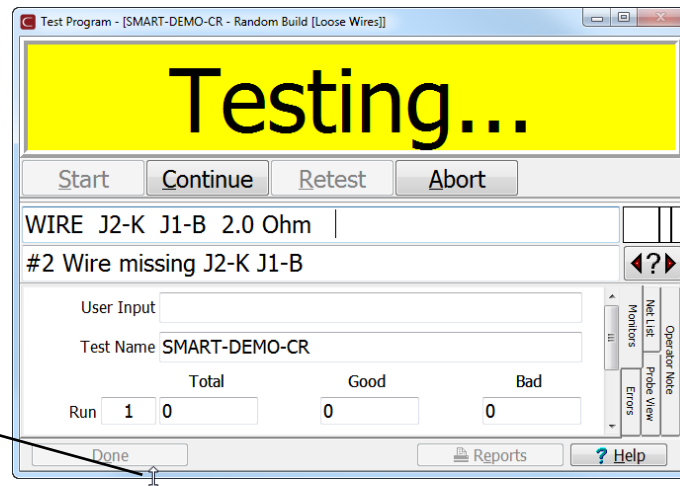 Test Program - [SMART-DEMO-CR - Random Build [Loose Wires]]
Testing...
Start Continue Retest Abort
WIRE J2-K J1-B 2.0 Ohm
#2 Wire missing J2-K J1-B
?
User Input
Test Name SMART-DEMO-CR
Total Good Bad
Run 1 0 0 0
Monitors
Errors
Net List
Probe View
Operator Note
Done Reports ? Help